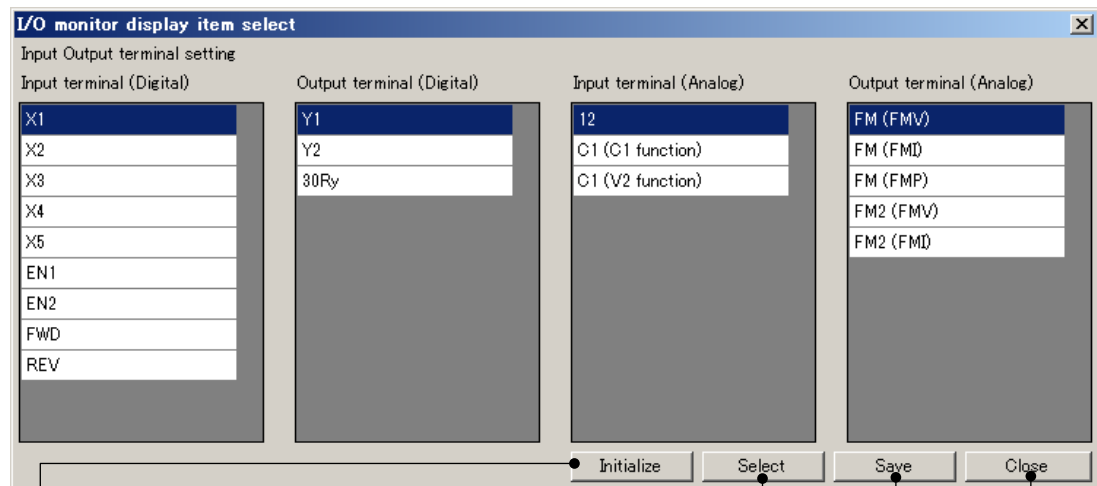 I/O monitor display item select
Input Output terminal setting
Input terminal (Digital) Output terminal (Digital) Input terminal (Analog) Output terminal (Analog)
X1 Y1 12 FM (FMV)
X2 Y2 C1 (C1 function) FM (FMI)
X3 30Ry C1 (V2 function) FM (FMP)
X4 FM2 (FMV)
X5 FM2 (FMI)
EN1
EN2
FWD
REV
Initialize Select Save Close